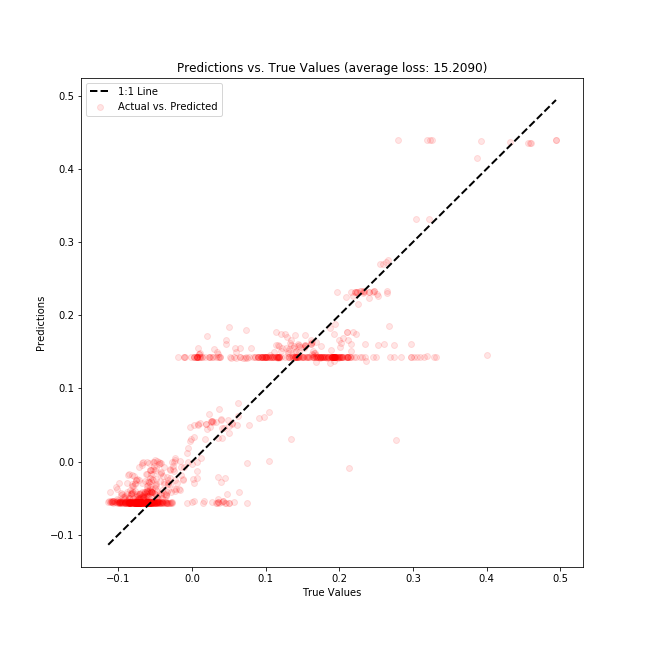 Predictions vs. True Values (average loss: 15.2090)
1:1 Line
Actual vs. Predicted
0.5
0.4
0.3
0.2
0.1
0.0
−0.1
Predictions
−0.1 0.0 0.1 0.2 0.3 0.4 0.5
True Values